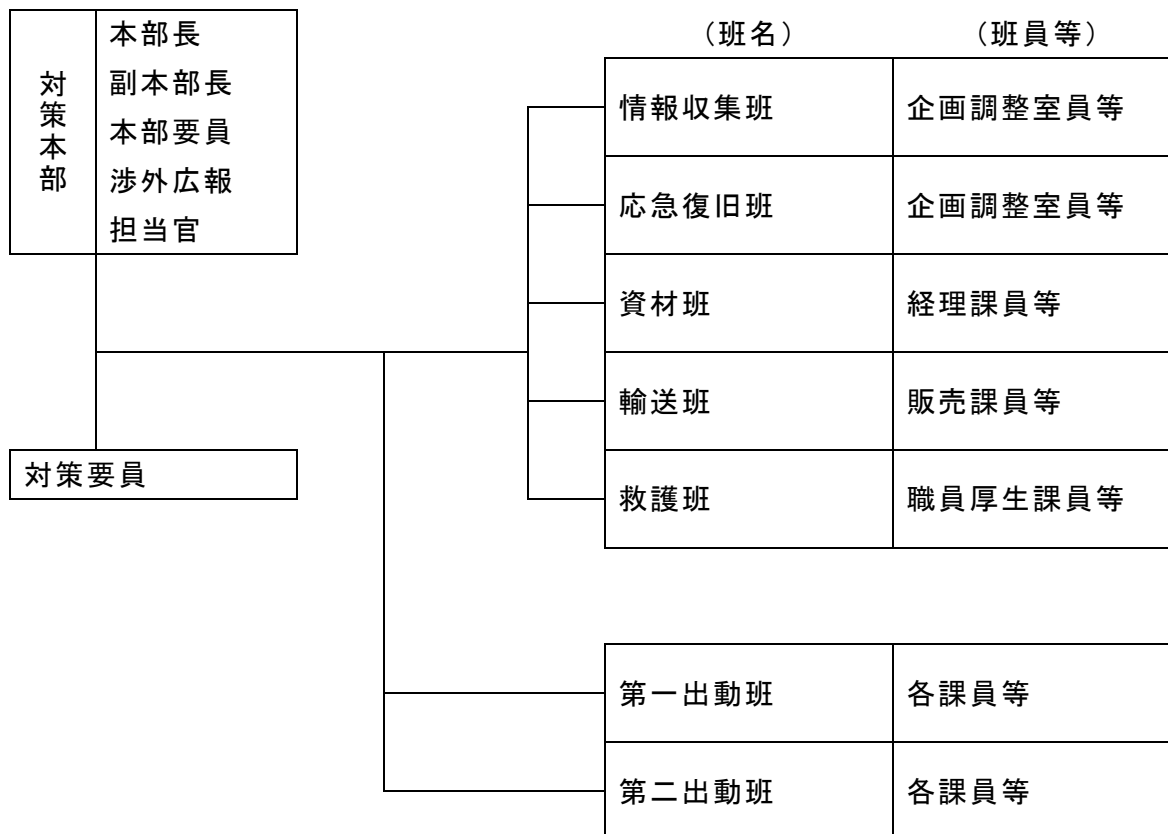 対策本部
本部長
副本部長
本部要員
渉外広報
担当官
対策要員
(班名) (班員等)
情報収集班 企画調整室員等
応急復旧班 企画調整室員等
資材班 経理課員等
輸送班 販売課員等
救護班 職員厚生課員等
第一出動班 各課員等
第二出動班 各課員等